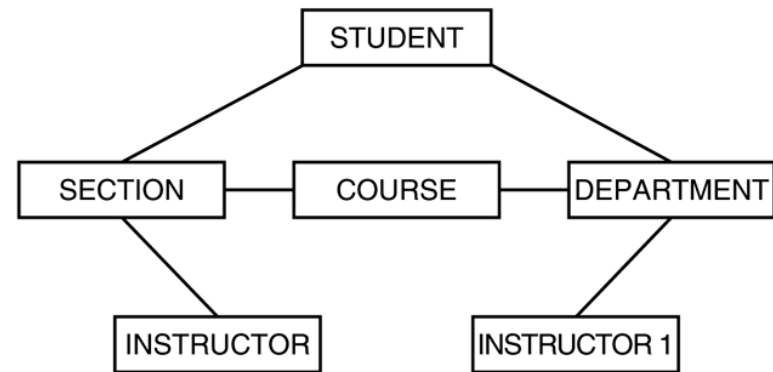 STUDENT
SECTION
COURSE
DEPARTMENT
INSTRUCTOR
INSTRUCTOR 1